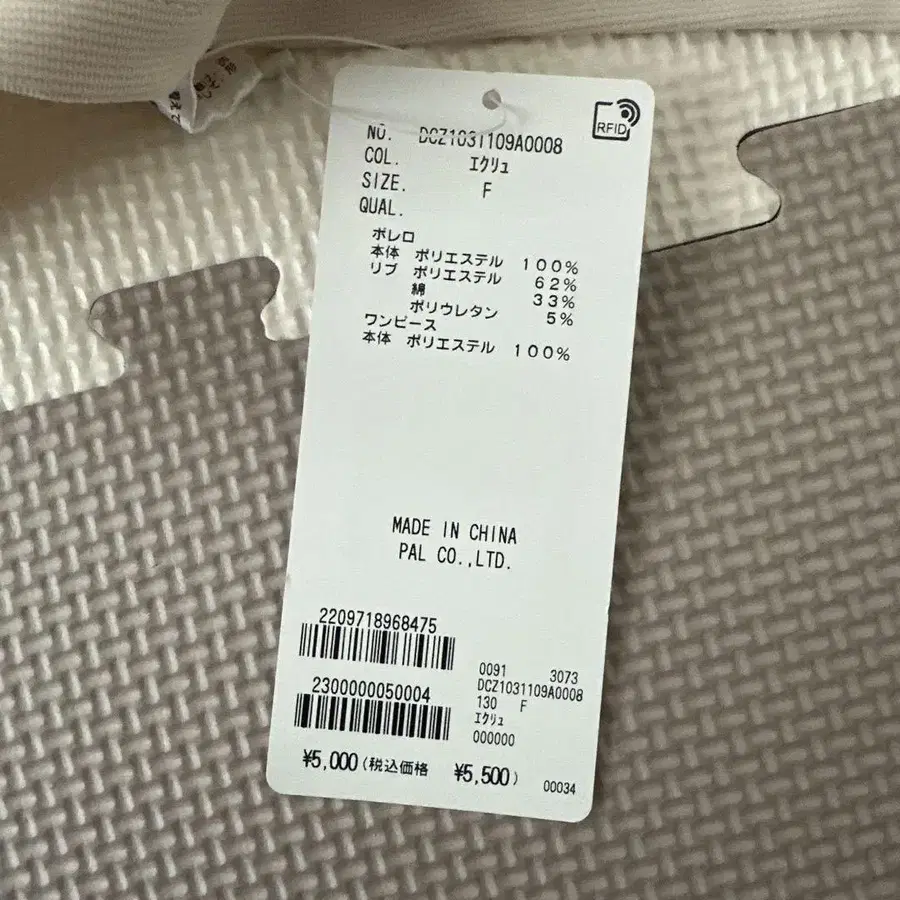 RFID
NO. DCZ1031109A0008
COL. エクリュ
SIZE. F
QUAL.
ボレロ
本体 ポリエステル 100%
リブ ポリエステル 62%
綿 33%
ポリウレタン 5%
ワンピース
本体 ポリエステル 100%
MADE IN CHINA
PAL CO.,LTD.
2209718968475
2300000050004
0091 3073
DCZ1031109A0008
130 F
エクリュ
000000
¥5,000(税込価格 ¥5,500)
00034